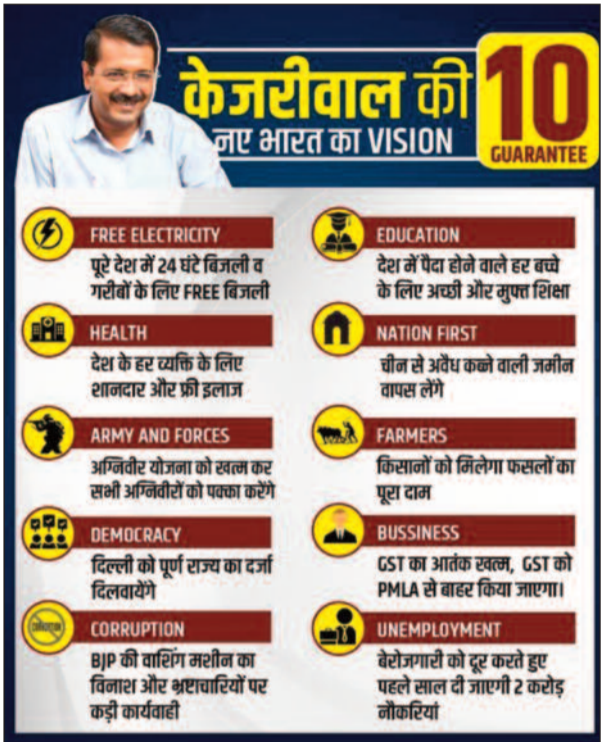 केजरीवाल की
नए भारत का VISION
10
GUARANTEE
FREE ELECTRICITY
पूरे देश में 24 घंटे बिजली व
गरीबों के लिए FREE बिजली
EDUCATION
देश में पैदा होने वाले हर बच्चे
के लिए अच्छी और मुफ्त शिक्षा
HEALTH
देश के हर व्यक्ति के लिए
शानदार और फ्री इलाज
NATION FIRST
चीन से अवैध कब्जे वाली जमीन
वापस लेंगे
ARMY AND FORCES
अग्निवीर योजना को खत्म कर
सभी अग्निवीरों को पक्का करेंगे
FARMERS
किसानों को मिलेगा फसलों का
पूरा दाम
DEMOCRACY
दिल्ली को पूर्ण राज्य का दर्जा
दिलवायेंगे
BUSSINESS
GST का आतंक खत्म, GST को
PMLA से बाहर किया जाएगा।
CORRUPTION
BJP की वाशिंग मशीन का
विनाश और भ्रष्टाचारियों पर
कड़ी कार्यवाही
UNEMPLOYMENT
बेरोजगारी को दूर करते हुए
पहले साल दी जाएगी 2 करोड़
नौकरियां